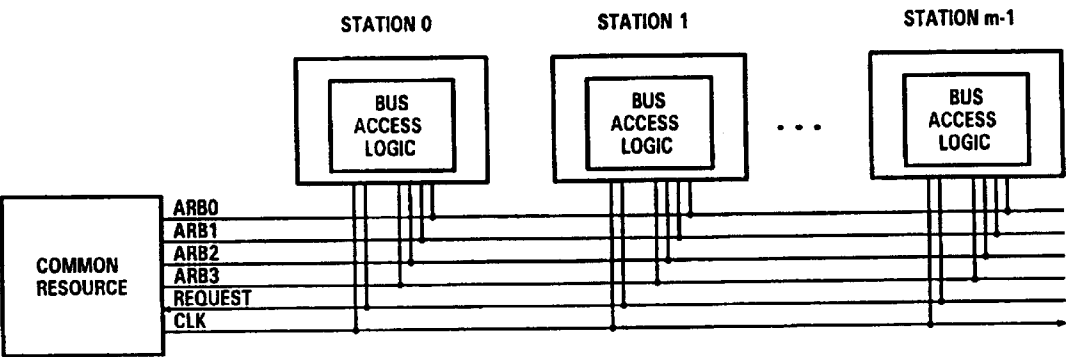 STATION 0
STATION 1
STATION m-1
BUS
ACCESS
LOGIC
BUS
ACCESS
LOGIC
BUS
ACCESS
LOGIC
. . .
COMMON
RESOURCE
ARB0
ARB1
ARB2
ARB3
REQUEST
CLK